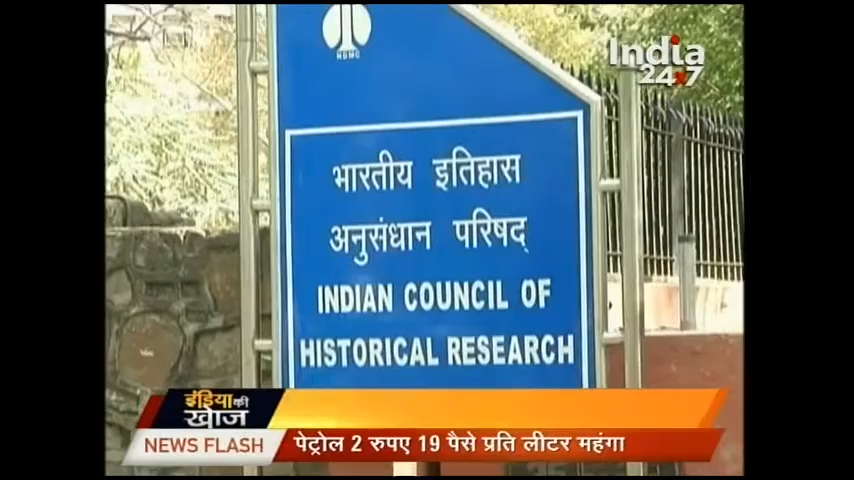 NDMC
India
24x7
भारतीय इतिहास
अनुसंधान परिषद्
INDIAN COUNCIL OF
HISTORICAL RESEARCH
इंडिया की
खोज
NEWS FLASH
पेट्रोल 2 रुपए 19 पैसे प्रति लीटर महंगा